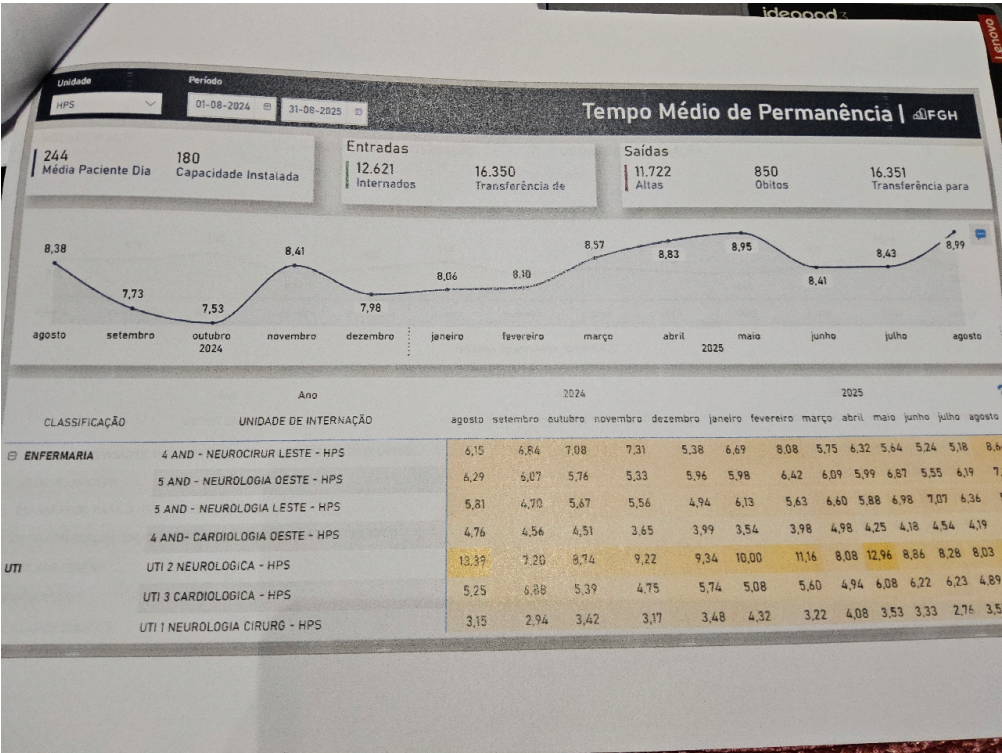 ideapad 3
Lenovo
Unidade
HPS
Período
01-08-2024
31-08-2025
Tempo Médio de Permanência | FGH
244
Média Paciente Dia
180
Capacidade Instalada
Entradas
12.621
Internados
16.350
Transferência de
Saídas
11.722
Altas
850
Obitos
16.351
Transferência para
8,38 7,73 7,53 8,41 7,98 8,06 8,10 8,57 8,83 8,95 8,41 8,43 8,99
agosto setembro outubro novembro dezembro janeiro fevereiro março abril maio junho julho agosto
2024 2025
Ano 2024 2025
CLASSIFICAÇÃO UNIDADE DE INTERNAÇÃO agosto setembro outubro novembro dezembro janeiro fevereiro março abril maio junho julho agosto
ENFERMARIA 4 AND - NEUROCIRUR LESTE - HPS 6,15 6,84 7,08 7,31 5,38 6,69 8,08 5,75 6,32 5,64 5,24 5,18 8,6
5 AND - NEUROLOGIA OESTE - HPS 6,29 6,07 5,76 5,33 5,96 5,98 6,42 6,09 5,99 6,87 5,55 6,19 7,
5 AND - NEUROLOGIA LESTE - HPS 5,81 4,70 5,67 5,56 4,94 6,13 5,63 6,60 5,88 6,98 7,07 6,36
4 AND- CARDIOLOGIA OESTE - HPS 4,76 4,56 4,51 3,65 3,99 3,54 3,98 4,98 4,25 4,18 4,54 4,19
UTI UTI 2 NEUROLOGICA - HPS 13,39 7,20 8,74 9,22 9,34 10,00 11,16 8,08 12,96 8,86 8,28 8,03
UTI 3 CARDIOLOGICA - HPS 5,25 6,88 5,39 4,75 5,74 5,08 5,60 4,94 6,08 6,22 6,23 4,89
UTI 1 NEUROLOGIA CIRURG - HPS 3,15 2,94 3,42 3,17 3,48 4,32 3,22 4,08 3,53 3,33 2,76 3,5